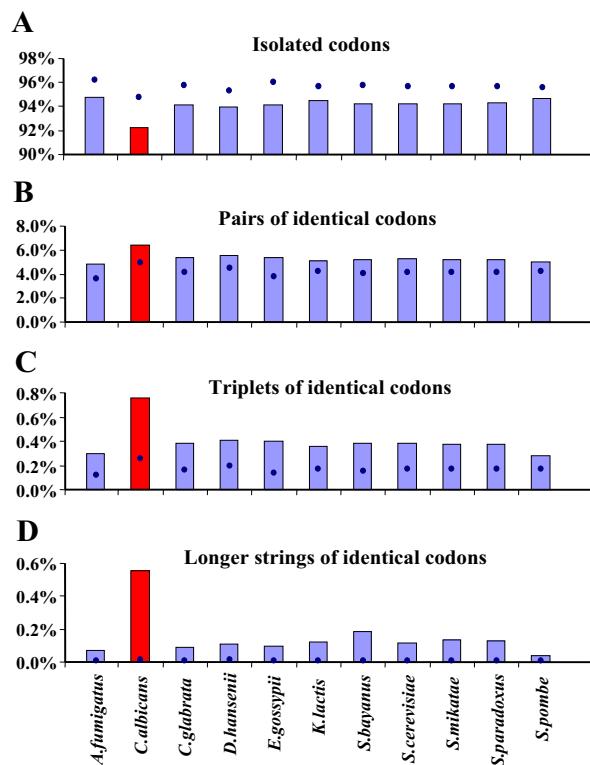 A
Isolated codons
98%
96%
94%
92%
90%
B
Pairs of identical codons
8.0%
6.0%
4.0%
2.0%
0.0%
C
Triplets of identical codons
0.8%
0.6%
0.4%
0.2%
0.0%
D
Longer strings of identical codons
0.6%
0.4%
0.2%
0.0%
A.fumigatus
C.albicans
C.glabrata
D.hansenii
E.gossypii
K.lactis
S.bayanus
S.cerevisiae
S.mikatae
S.paradoxus
S.pombe